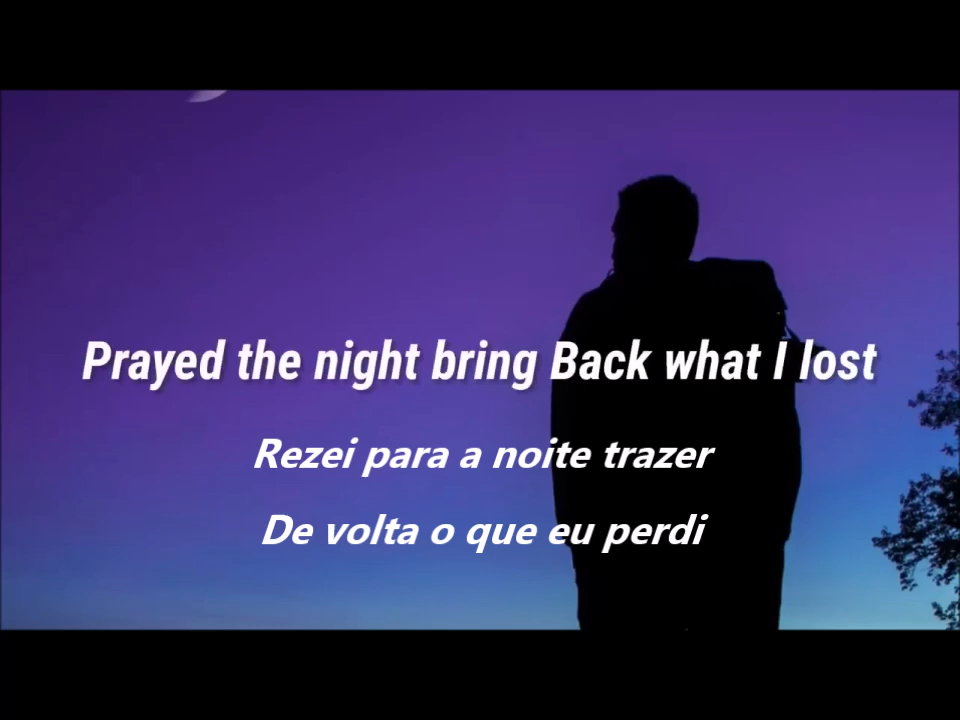 Prayed the night bring Back what I lost
Rezei para a noite trazer
De volta o que eu perdi